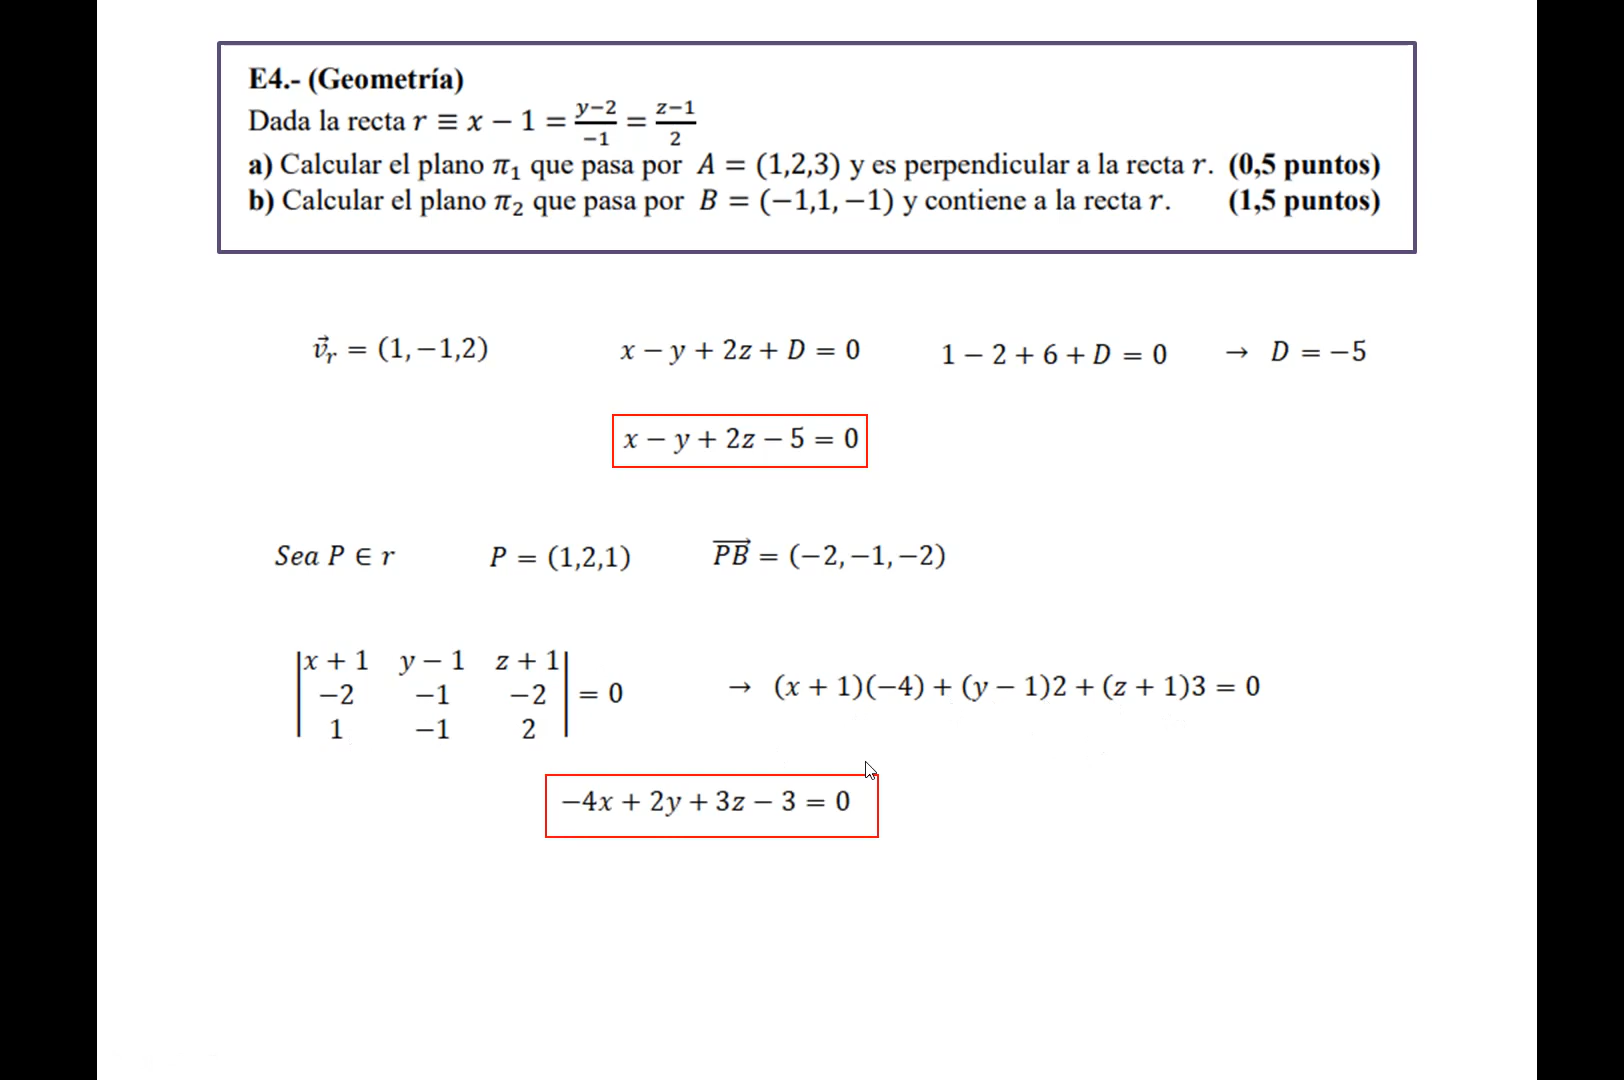 E4.- (Geometría)
Dada la recta r ≡ x − 1 = (y−2)/(−1) = (z−1)/2
a) Calcular el plano π₁ que pasa por A = (1,2,3) y es perpendicular a la recta r. (0,5 puntos)
b) Calcular el plano π₂ que pasa por B = (−1,1,−1) y contiene a la recta r. (1,5 puntos)
v⃗ᵣ = (1,−1,2) x − y + 2z + D = 0 1 − 2 + 6 + D = 0 → D = −5
x − y + 2z − 5 = 0
Sea P ∈ r P = (1,2,1) PB⃗ = (−2,−1,−2)
|x + 1 y − 1 z + 1|
|−2 −1 −2| = 0 → (x + 1)(−4) + (y − 1)2 + (z + 1)3 = 0
|1 −1 2|
−4x + 2y + 3z − 3 = 0